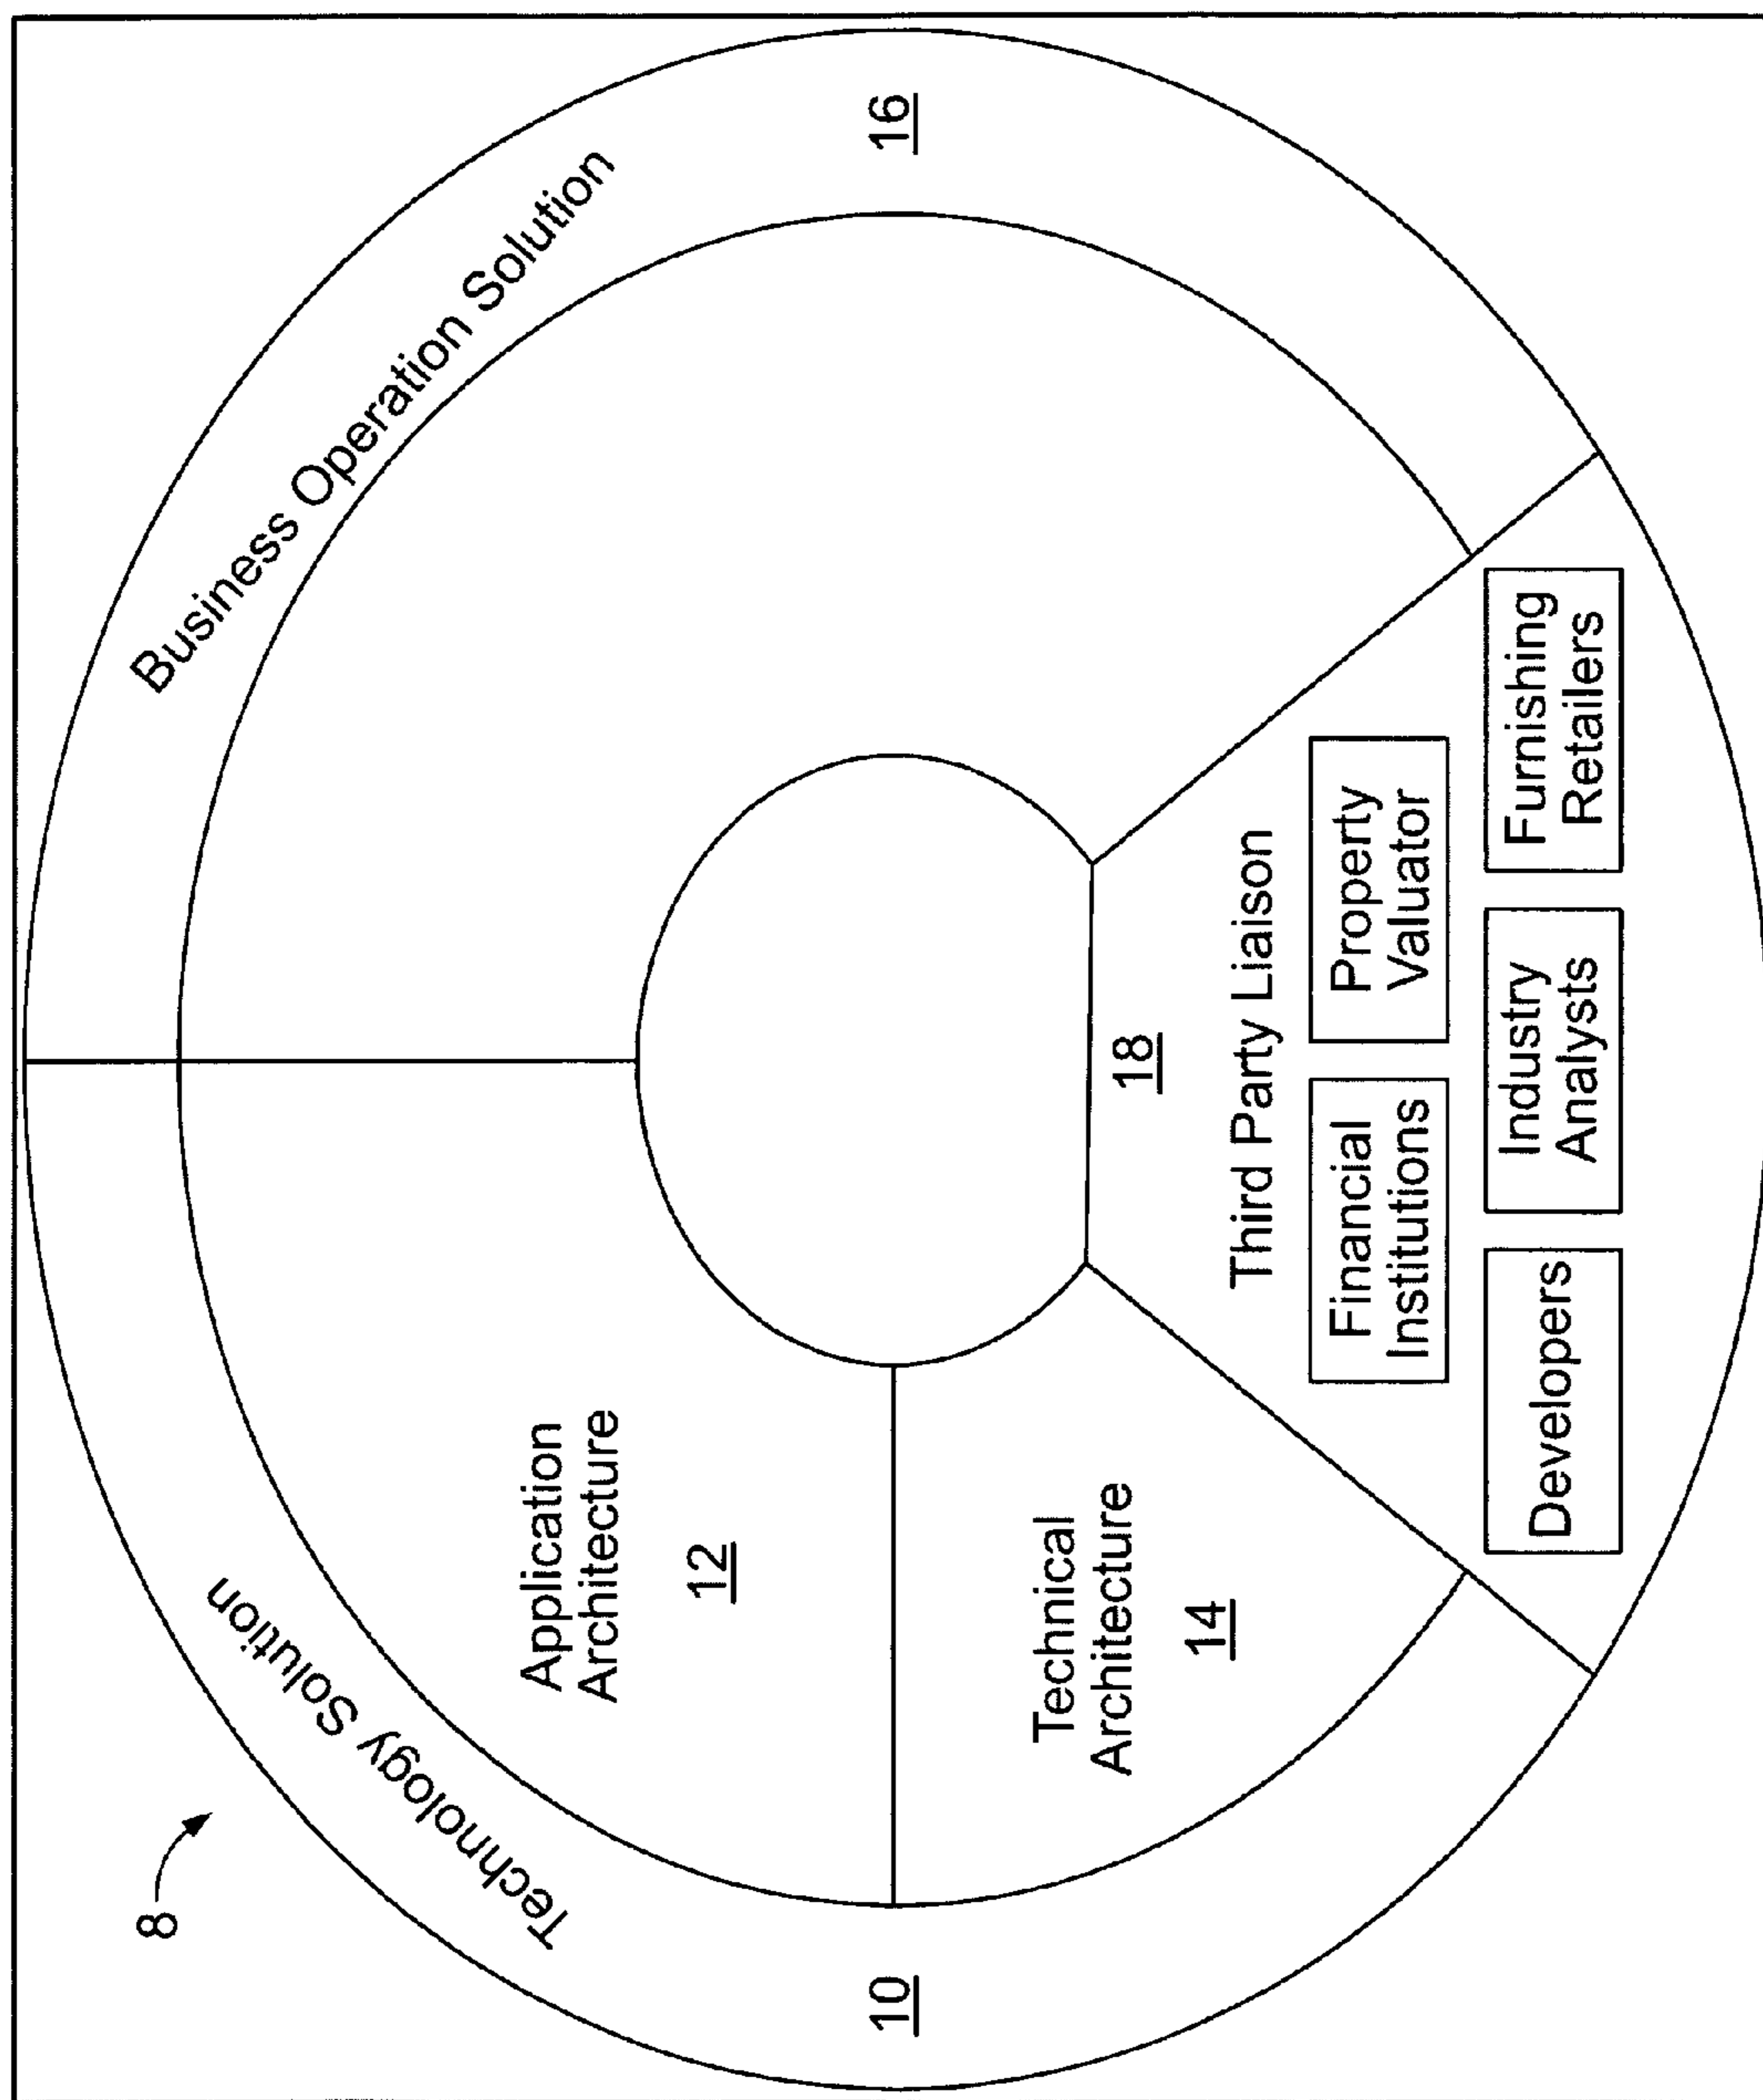 8
Technology Solution
Business Operation Solution
10
16
Application
Architecture
12
Technical
Architecture
14
18
Third Party Liaison
Financial
Institutions
Property
Valuator
Developers
Industry
Analysts
Furnishing
Retailers